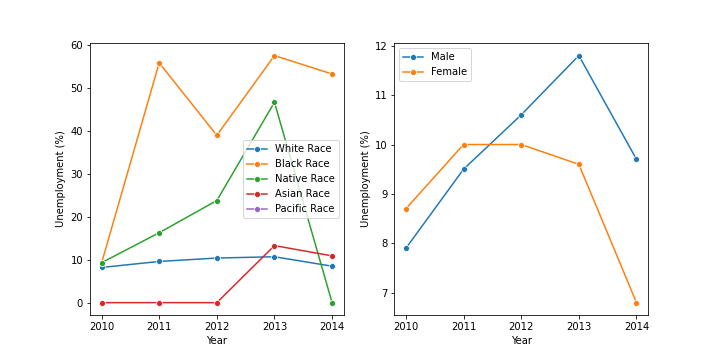 60
50
40
30
20
10
0
Unemployment (%)
2010 2011 2012 2013 2014
Year
White Race
Black Race
Native Race
Asian Race
Pacific Race
12
11
10
9
8
7
Unemployment (%)
2010 2011 2012 2013 2014
Year
Male
Female